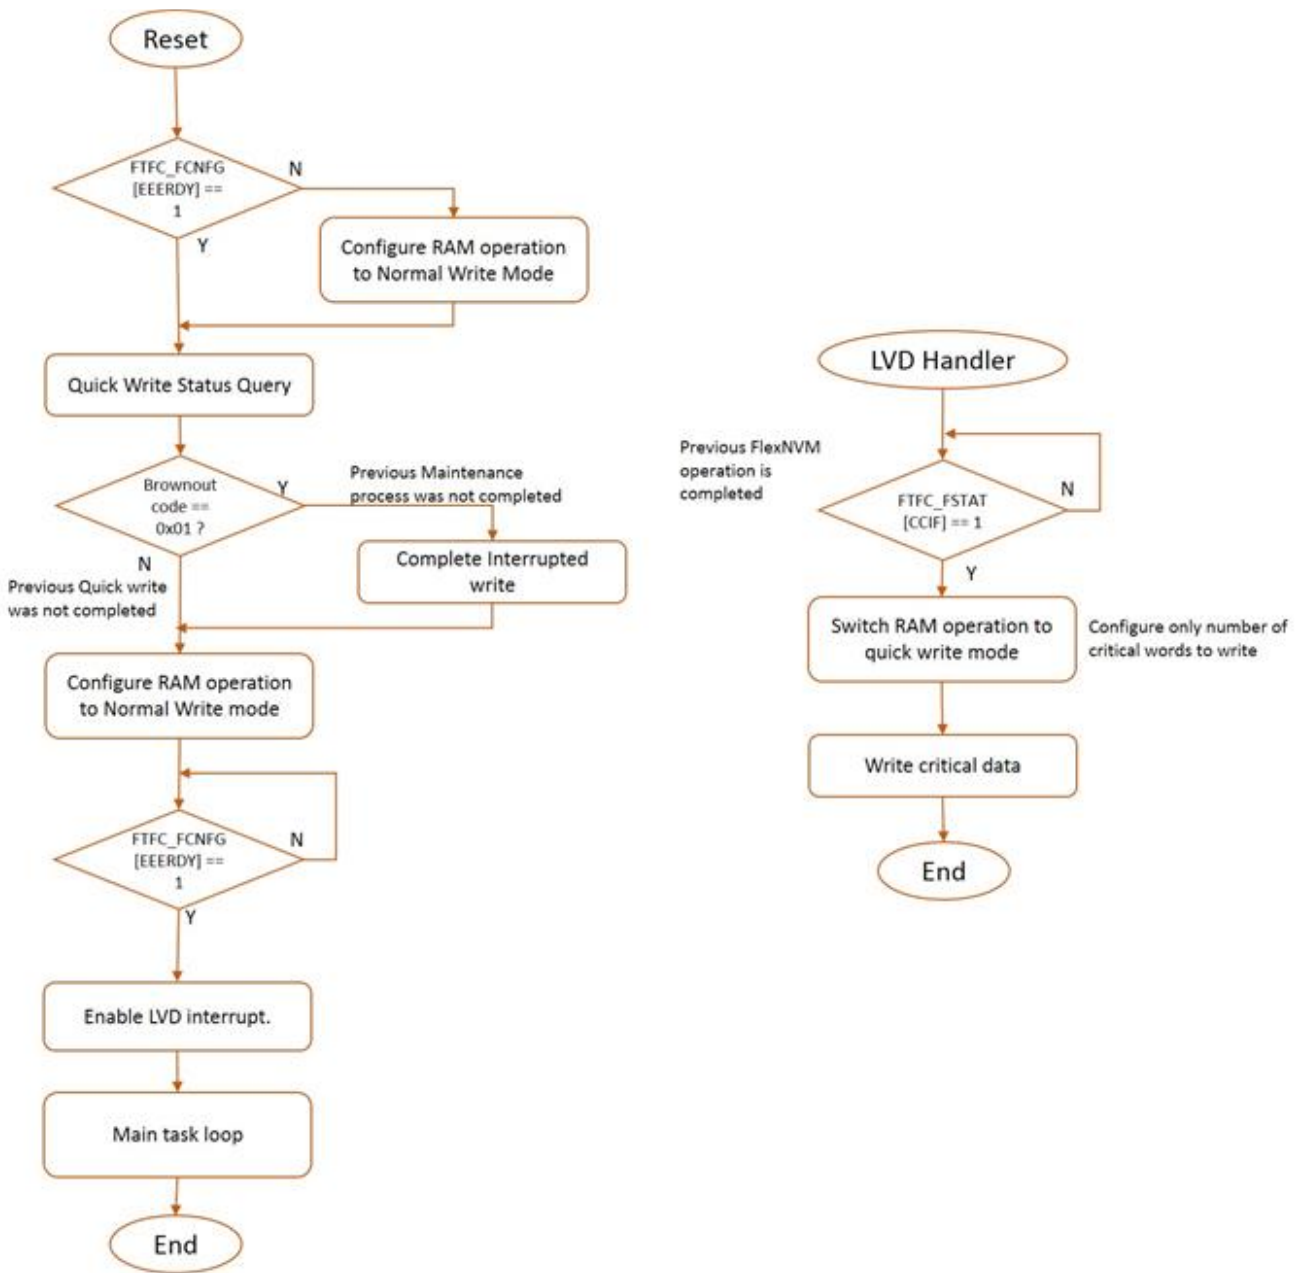 Reset
FTFC_FCNFG
[EEERDY] ==
1
N
Y
Configure RAM operation
to Normal Write Mode
Quick Write Status Query
Brownout
code ==
0x01 ?
Y
Previous Maintenance
process was not completed
N
Previous Quick write
was not completed
Complete Interrupted
write
Configure RAM operation
to Normal Write mode
FTFC_FCNFG
[EEERDY] ==
1
N
Y
Enable LVD interrupt.
Main task loop
End
LVD Handler
Previous FlexNVM
operation is
completed
FTFC_FSTAT
[CCIF] == 1
N
Y
Switch RAM operation to
quick write mode
Configure only number of
critical words to write
Write critical data
End